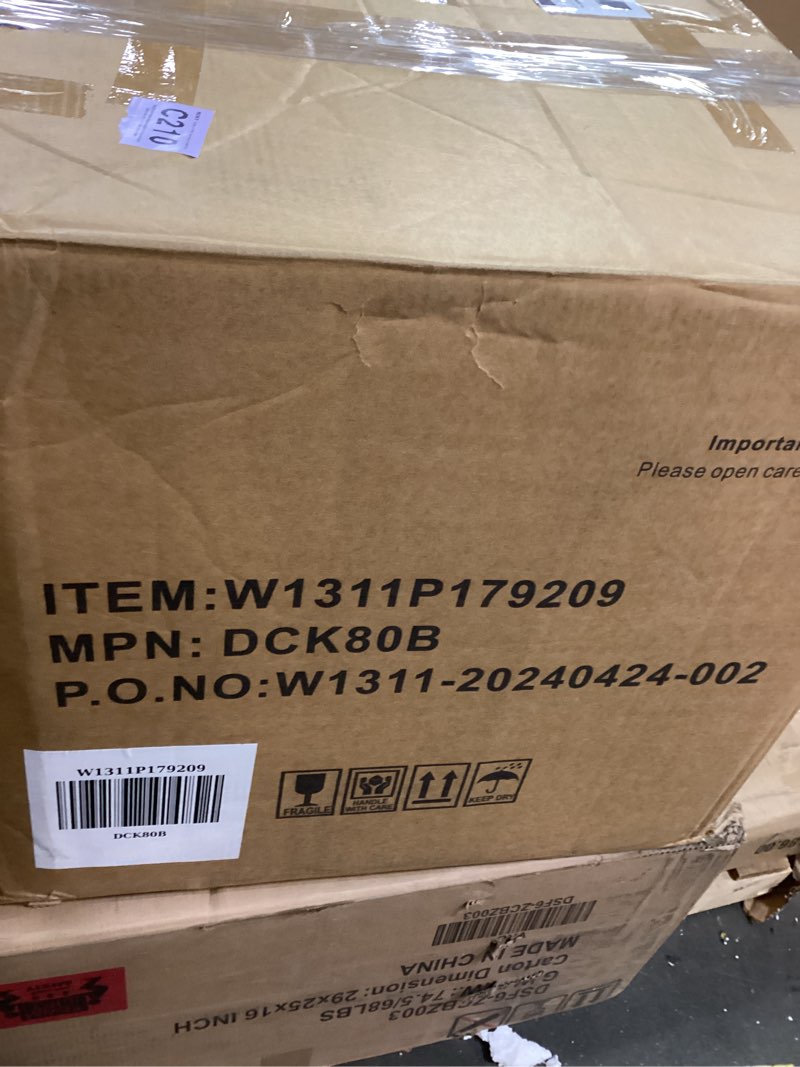 C210
Importa
Please open care
ITEM:W1311P179209
MPN: DCK80B
P.O.NO:W1311-20240424-002
W1311P179209
DCK80B
FRAGILE
HANDLE
WITH CARE
KEEP DRY
DSF6-ZCBZ003
MADE IN CHINA
Carton Dimension: 29x25x16 INCH
74.5/68LBS
DSF6-ZCBZ003